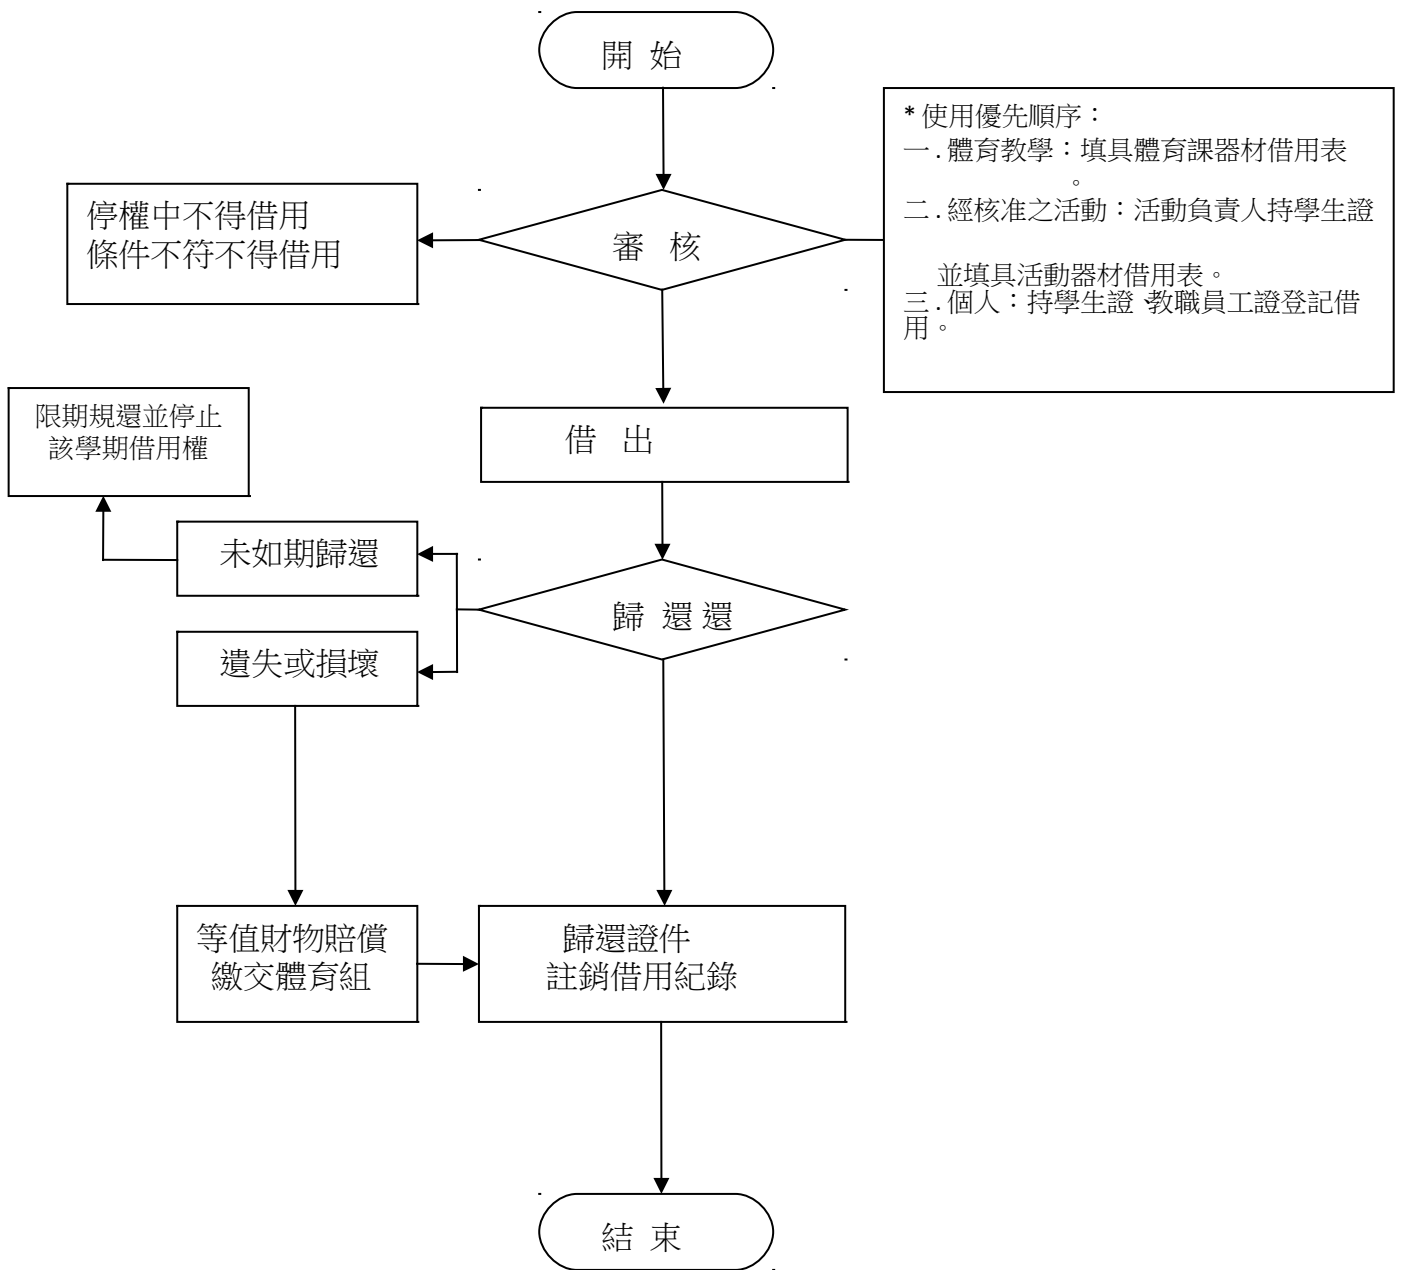 開 始
* 使用優先順序：
一 . 體育教學：填具體育課器材借用表
。
二 . 經核准之活動：活動負責人持學生證
並填具活動器材借用表。
三 . 個人：持學生證、教職員工證登記借
用。
停權中不得借用
條件不符不得借用
審 核
借 出
限期規還並停止
該學期借用權
未如期歸還
歸 還 還
遺失或損壞
等值財物賠償
繳交體育組
歸還證件
註銷借用紀錄
結 束